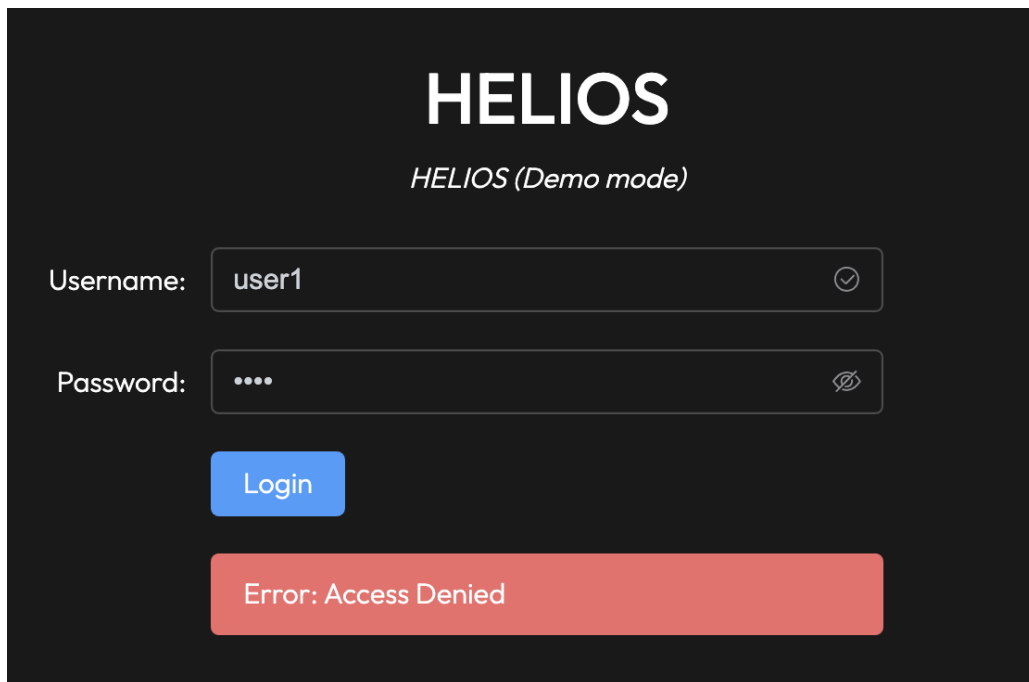 HELIOS
HELIOS (Demo mode)
Username: user1
Password: ••••
Login
Error: Access Denied